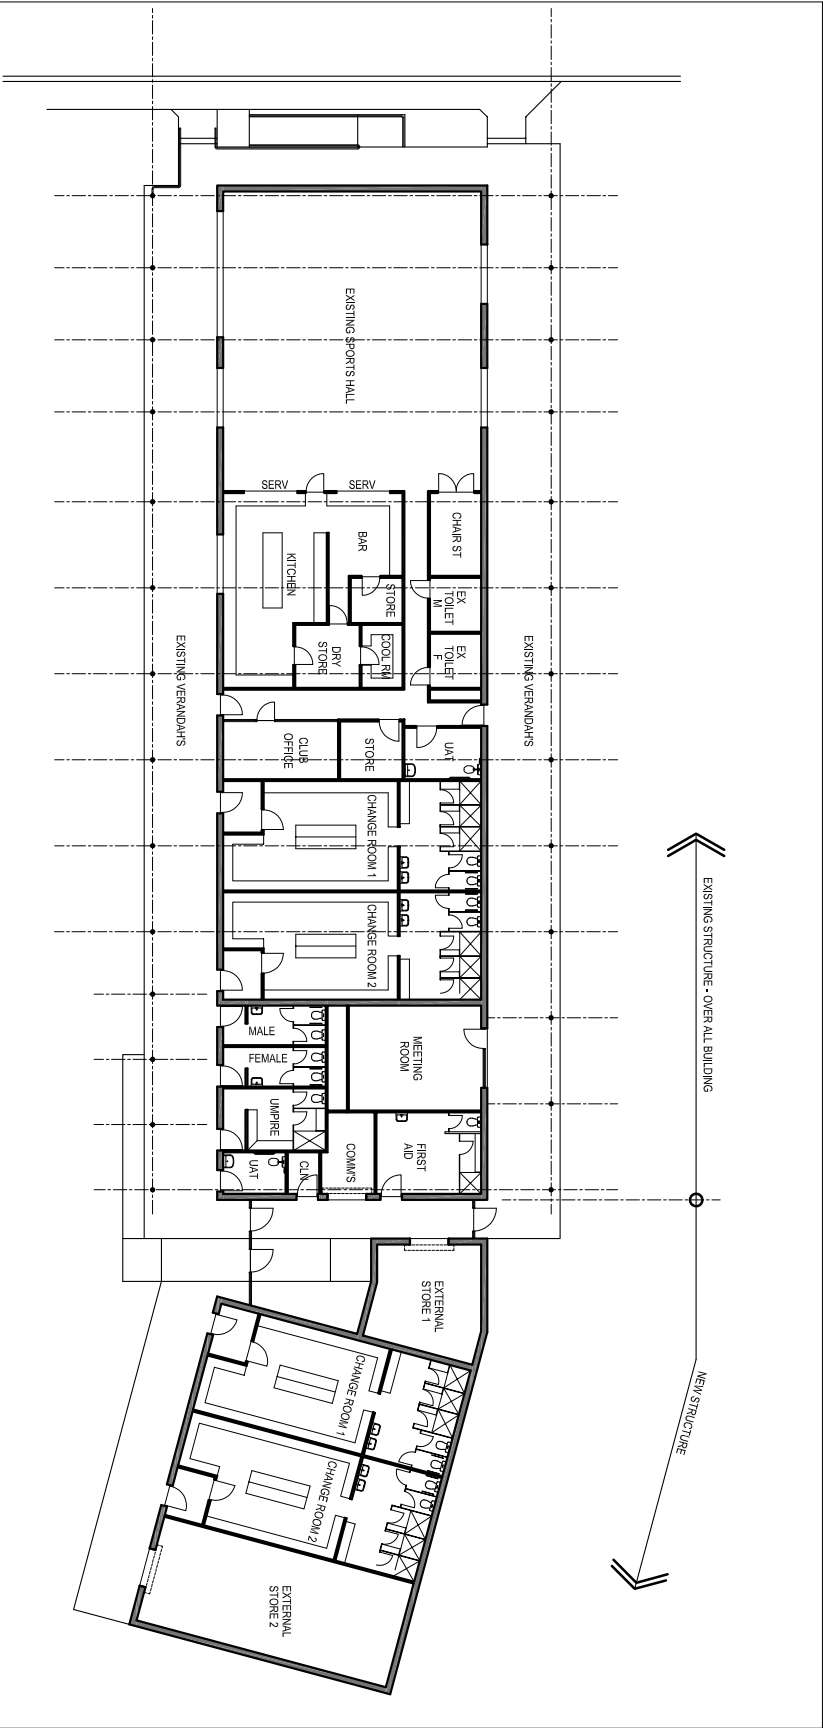 EXISTING SPORTS HALL
SERV
SERV
CHAIR ST
BAR
KITCHEN
STORE
EX
TOILET
M
COOL RM
DRY
STORE
EX
TOILET
F
EXISTING VERANDAH'S
EXISTING VERANDAH'S
CLUB
OFFICE
STORE
UAT
CHANGE ROOM 1
CHANGE ROOM 2
EXISTING STRUCTURE - OVER ALL BUILDING
MALE
FEMALE
MEETING
ROOM
UMPIRE
UAT
CLN
COMM'S
FIRST
AID
EXTERNAL
STORE 1
NEW STRUCTURE
CHANGE ROOM 1
CHANGE ROOM 2
EXTERNAL
STORE 2